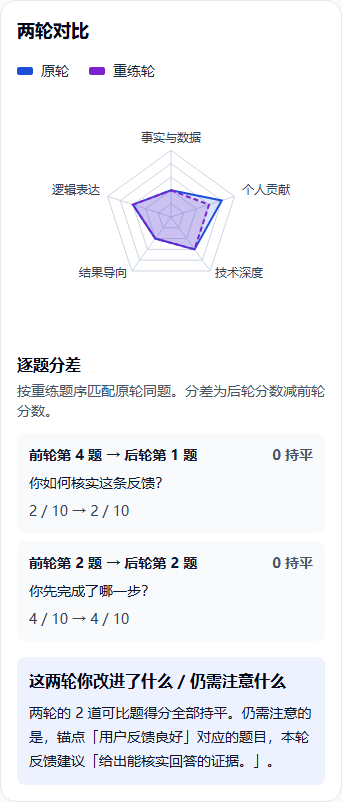 两轮对比
原轮 重练轮
事实与数据
逻辑表达 个人贡献
结果导向 技术深度
逐题分差
按重练题序匹配原轮同题。分差为后轮分数减前轮
分数。
前轮第 4 题 → 后轮第 1 题 0 持平
你如何核实这条反馈？
2 / 10 → 2 / 10
前轮第 2 题 → 后轮第 2 题 0 持平
你先完成了哪一步？
4 / 10 → 4 / 10
这两轮你改进了什么 / 仍需注意什么
两轮的 2 道可比题得分全部持平。仍需注意的
是，锚点「用户反馈良好」对应的题目，本轮
反馈建议「给出能核实回答的证据。」。